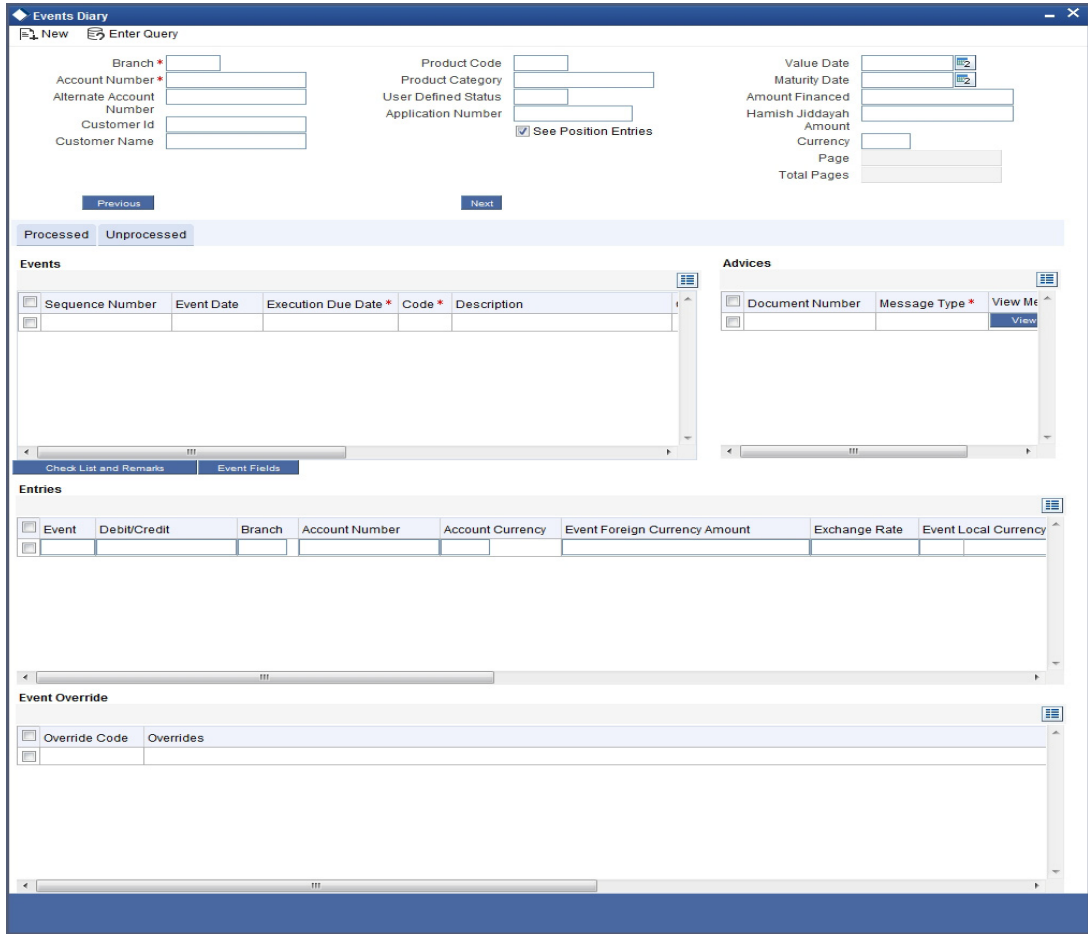 Events Diary
New Enter Query
Branch *
Account Number *
Alternate Account
Number
Customer Id
Customer Name
Product Code
Product Category
User Defined Status
Application Number
See Position Entries
Value Date
Maturity Date
Amount Financed
Hamish Jiddayah
Amount
Currency
Page
Total Pages
Previous Next
Processed Unprocessed
Events
Sequence Number Event Date Execution Due Date * Code * Description
Advices
Document Number Message Type * View Me
View
Check List and Remarks Event Fields
Entries
Event Debit/Credit Branch Account Number Account Currency Event Foreign Currency Amount Exchange Rate Event Local Currency
Event Override
Override Code Overrides